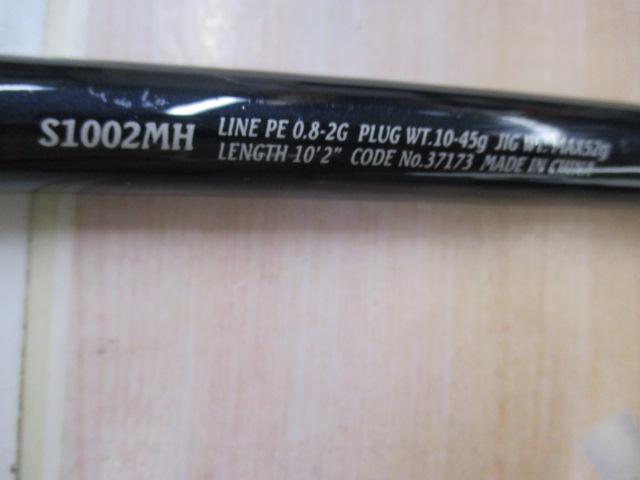 S1002MH
LINE PE 0.8-2G PLUG WT.10-45g JIG WT. MAX52g
LENGTH 10'2" CODE No.37173 MADE IN CHINA